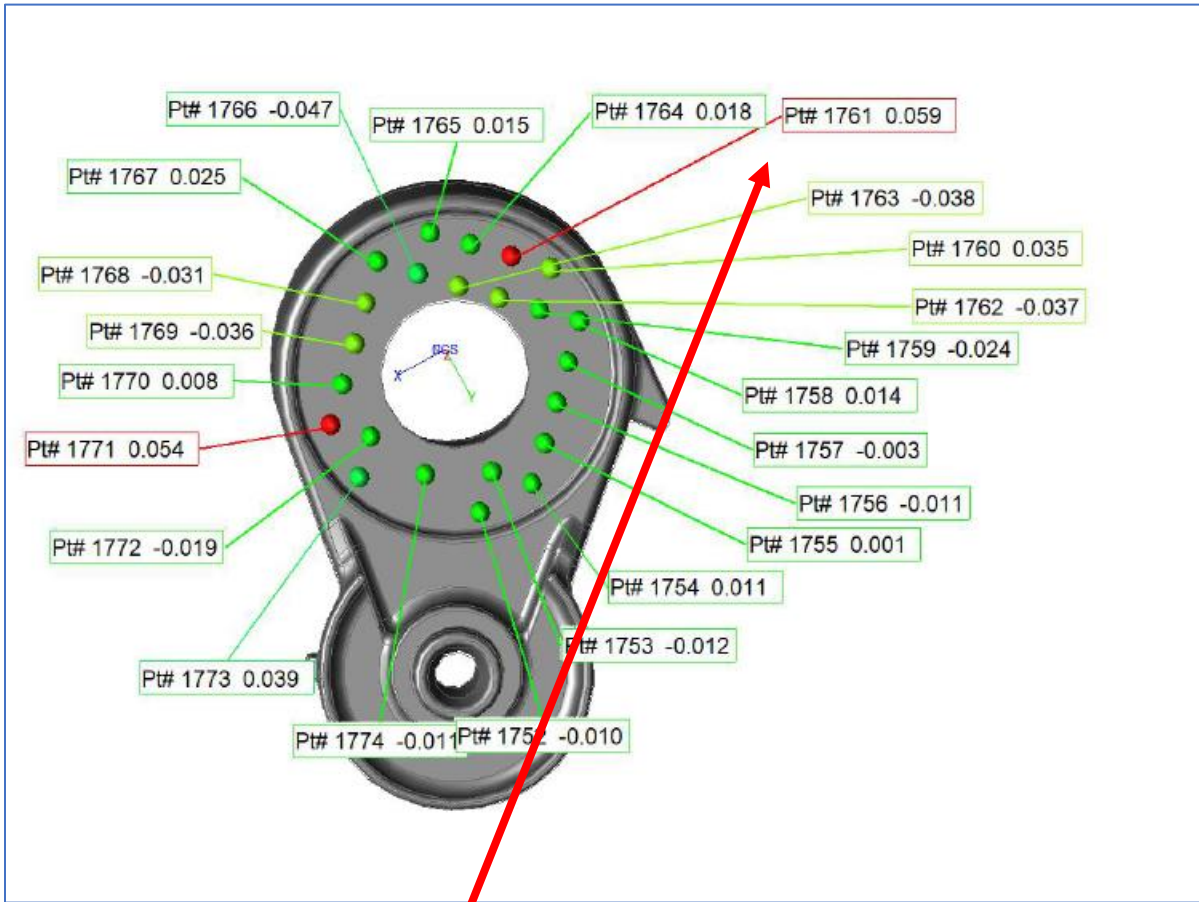 Pt# 1766 -0.047
Pt# 1765 0.015
Pt# 1764 0.018
Pt# 1761 0.059
Pt# 1767 0.025
Pt# 1763 -0.038
Pt# 1760 0.035
Pt# 1768 -0.031
Pt# 1762 -0.037
Pt# 1769 -0.036
Pt# 1759 -0.024
Pt# 1770 0.008
Pt# 1758 0.014
Pt# 1771 0.054
Pt# 1757 -0.003
Pt# 1756 -0.011
Pt# 1772 -0.019
Pt# 1755 0.001
Pt# 1754 0.011
Pt# 1753 -0.012
Pt# 1773 0.039
Pt# 1774 -0.011
Pt# 1752 -0.010
X
Y